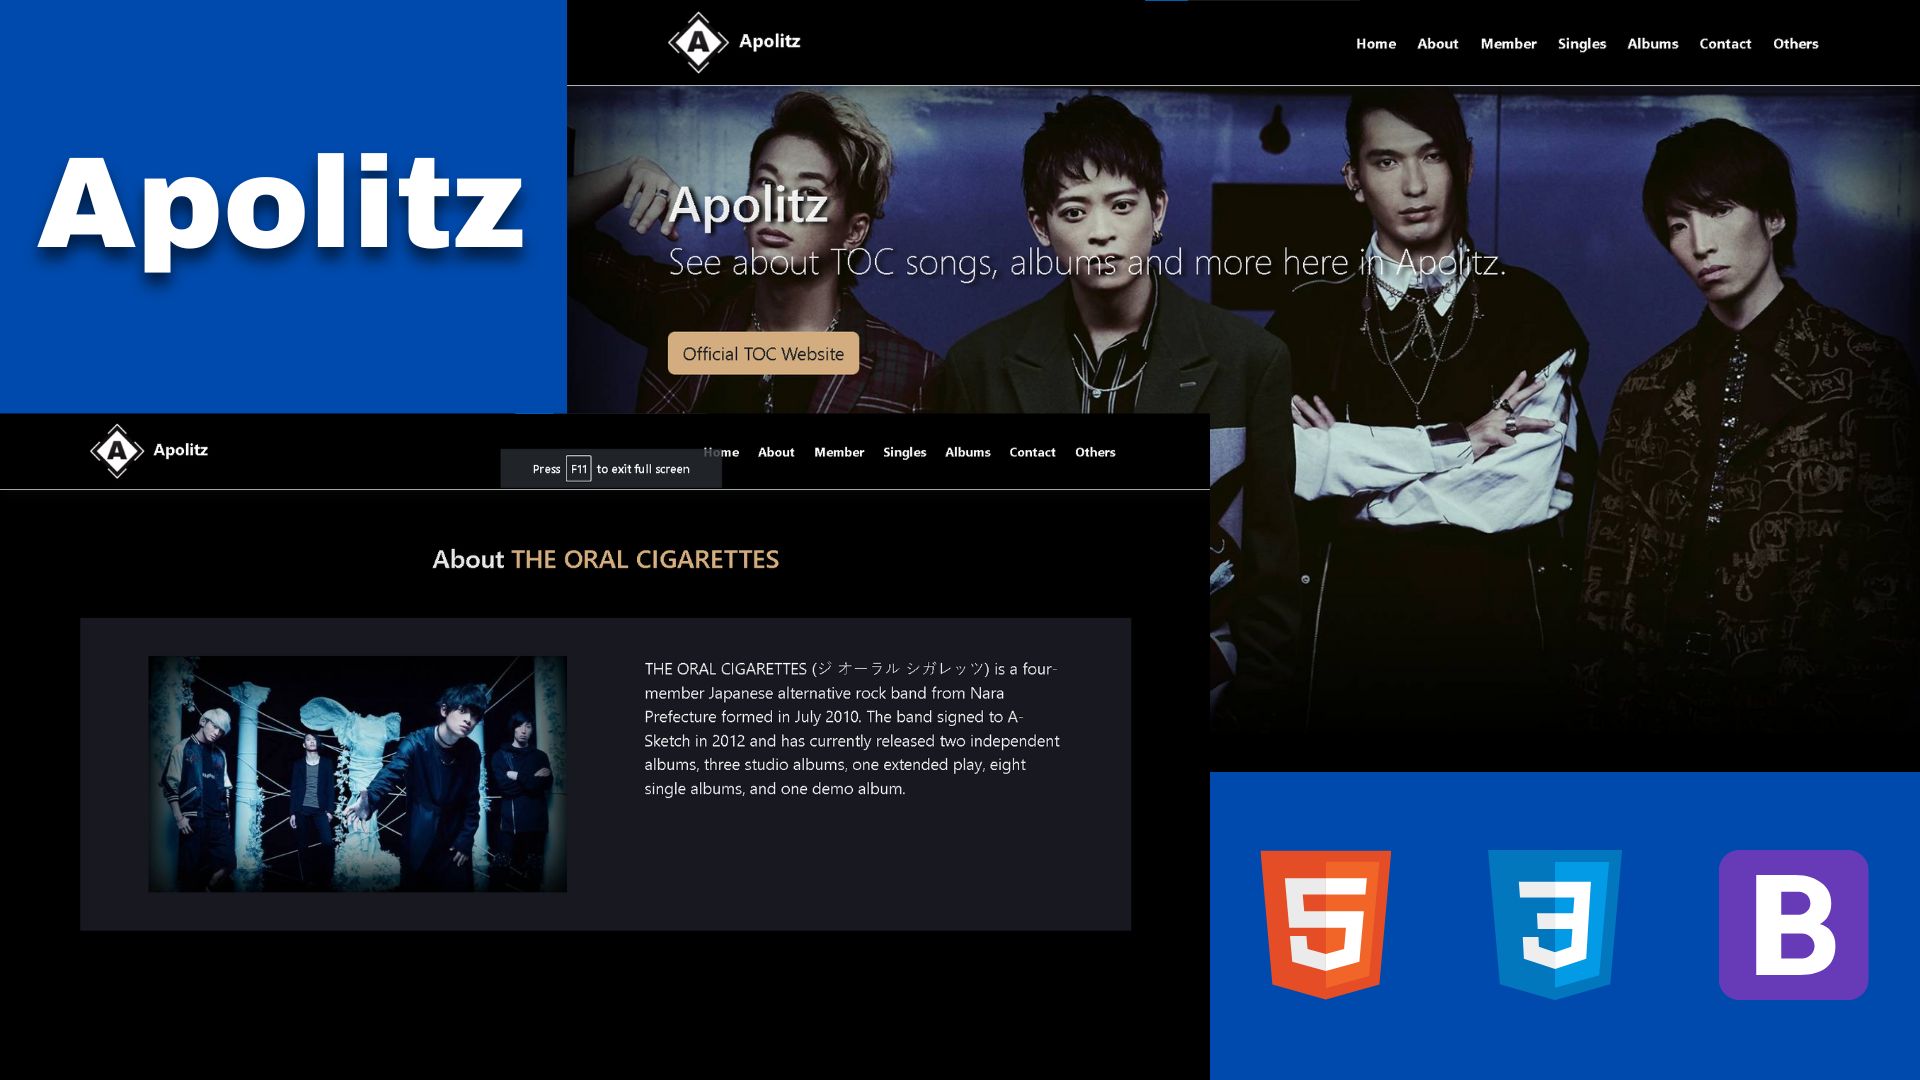 Apolitz
A
Apolitz
Home About Member Singles Albums Contact Others
Apolitz
See about TOC songs, albums and more here in Apolitz.
Official TOC Website
A
Apolitz
Home About Member Singles Albums Contact Others
Press F11 to exit full screen
About THE ORAL CIGARETTES
THE ORAL CIGARETTES (ジ オーラル シガレッツ) is a four-
member Japanese alternative rock band from Nara
Prefecture formed in July 2010. The band signed to A-
Sketch in 2012 and has currently released two independent
albums, three studio albums, one extended play, eight
single albums, and one demo album.
5
3
B